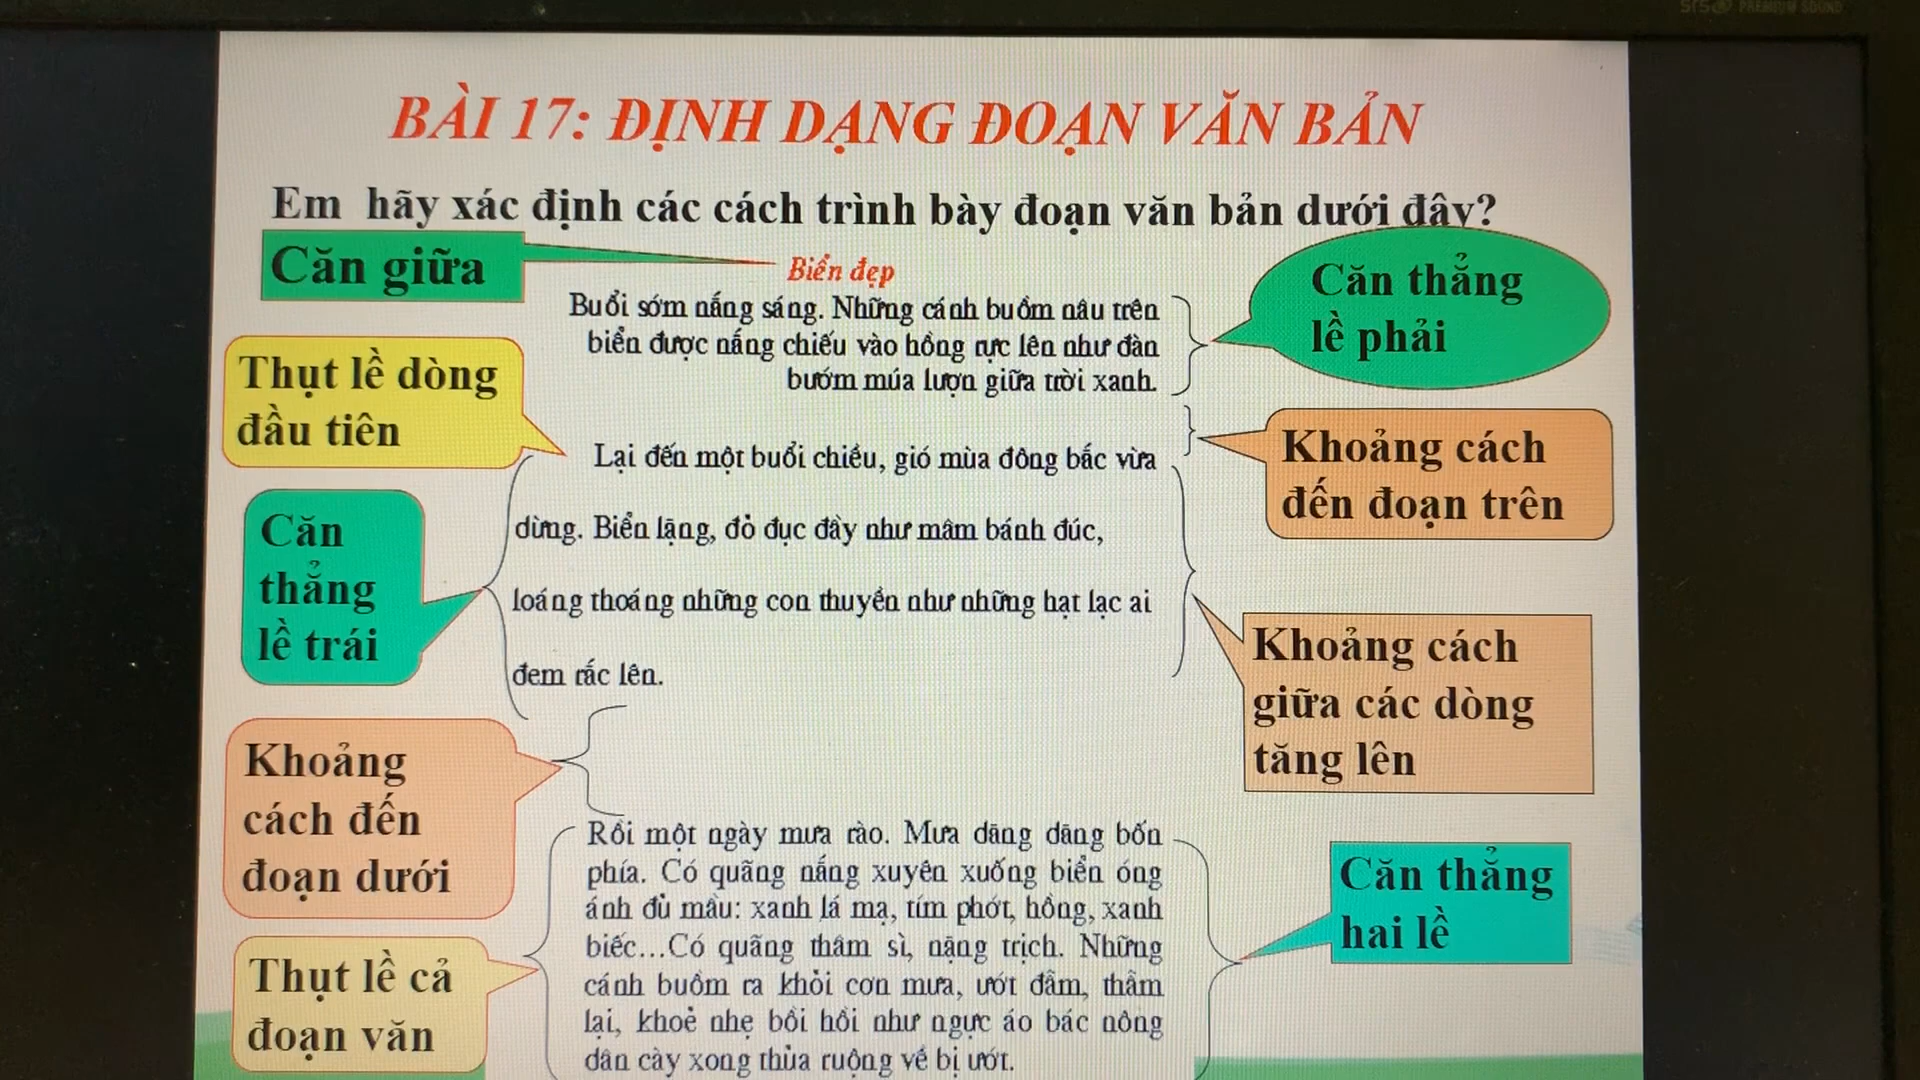 SRS PREMIUM SOUND
BÀI 17: ĐỊNH DẠNG ĐOẠN VĂN BẢN
Em hãy xác định các cách trình bày đoạn văn bản dưới đây?
Căn giữa
Biển đẹp
Buổi sớm nắng sáng. Những cánh buồm nâu trên
biển được nắng chiếu vào hồng rực lên như đàn
bướm múa lượn giữa trời xanh.
Căn thẳng
lề phải
Thụt lề dòng
đầu tiên
Khoảng cách
đến đoạn trên
Lại đến một buổi chiều, gió mùa đông bắc vừa
dừng. Biển lặng, đỏ đục đầy như mâm bánh đúc,
loáng thoáng những con thuyền như những hạt lạc ai
đem rắc lên.
Căn
thẳng
lề trái
Khoảng cách
giữa các dòng
tăng lên
Khoảng
cách đến
đoạn dưới
Rồi một ngày mưa rào. Mưa dăng dăng bốn
phía. Có quãng nắng xuyên xuống biển óng
ánh đủ mầu: xanh lá mạ, tím phớt, hồng, xanh
biếc...Có quãng thâm sì, nặng trịch. Những
cánh buồm ra khỏi cơn mưa, ướt đẫm, thẫm
lại, khoẻ nhẹ bồi hồi như ngực áo bác nông
dân cày xong thửa ruộng về bị ướt.
Căn thẳng
hai lề
Thụt lề cả
đoạn văn